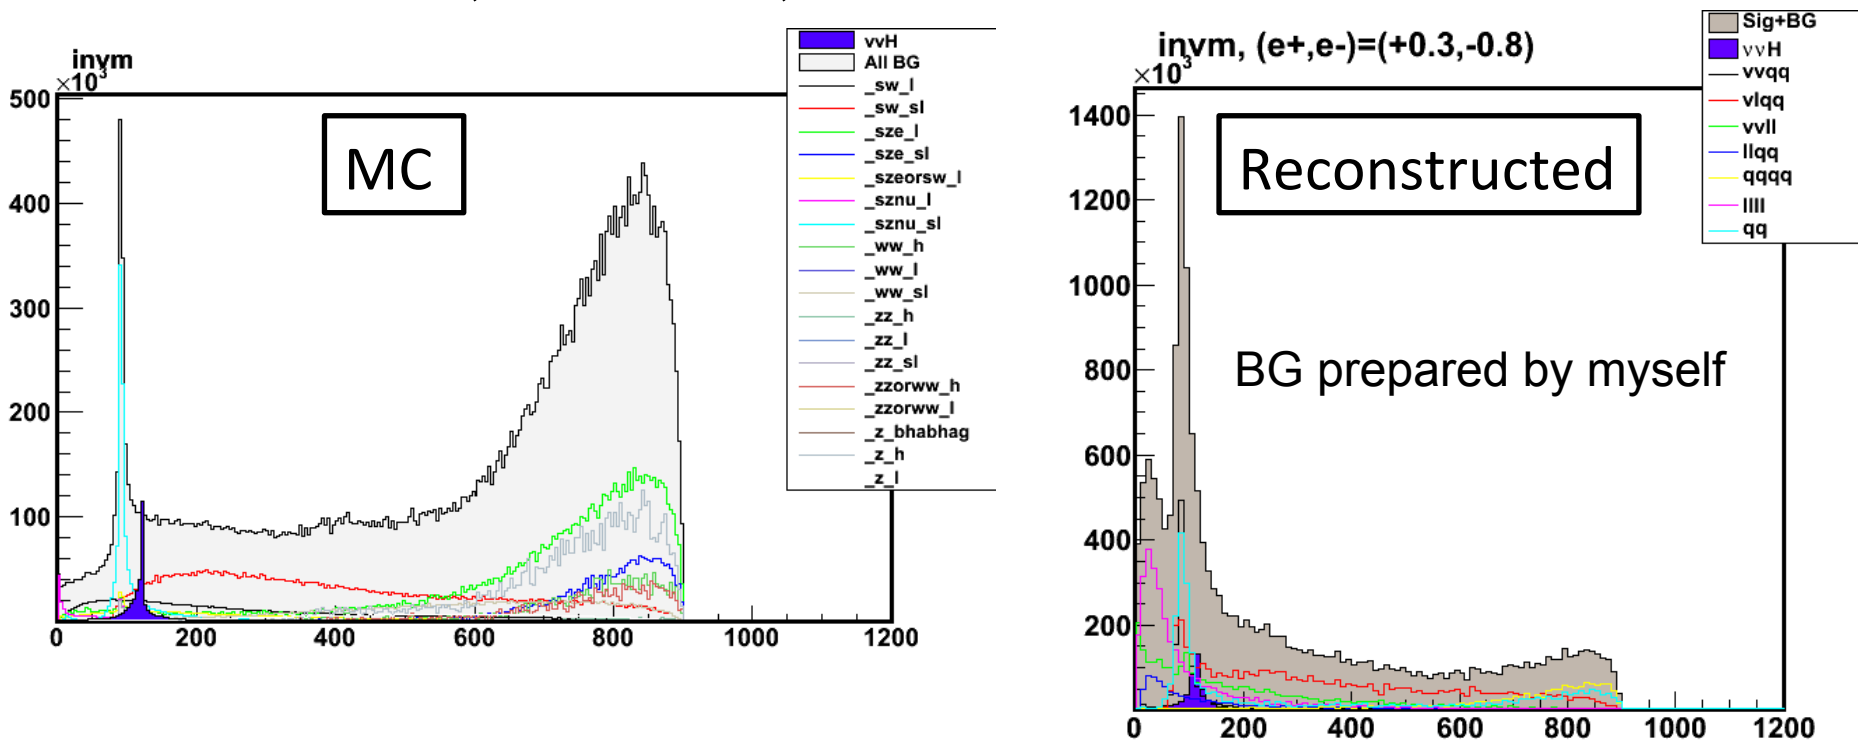 invm
×10³
500
400
300
200
100
0
200
400
600
800
1000
1200
MC
vvH
All BG
_sw_l
_sw_sl
_sze_l
_sze_sl
_szeorsw_l
_sznu_l
_sznu_sl
_ww_h
_ww_l
_ww_sl
_zz_h
_zz_l
_zz_sl
_zzorww_h
_zzorww_l
_z_bhabhag
_z_h
_z_l
invm, (e+,e-)=(+0.3,-0.8)
×10³
1400
1200
1000
800
600
400
200
0
200
400
600
800
1000
1200
Reconstructed
BG prepared by myself
Sig+BG
ννH
vvqq
vlqq
vvll
llqq
qqqq
llll
qq